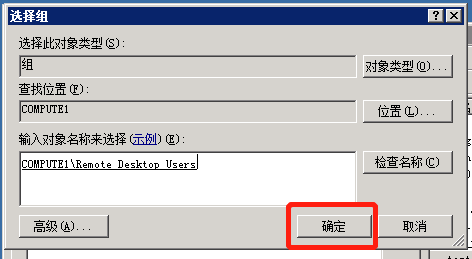 选择组
选择此对象类型(S):
组
对象类型(O)...
查找位置(F):
COMPUTE1
位置(L)...
输入对象名称来选择(示例)(E):
COMPUTE1\Remote Desktop Users
检查名称(C)
高级(A)...
确定
取消